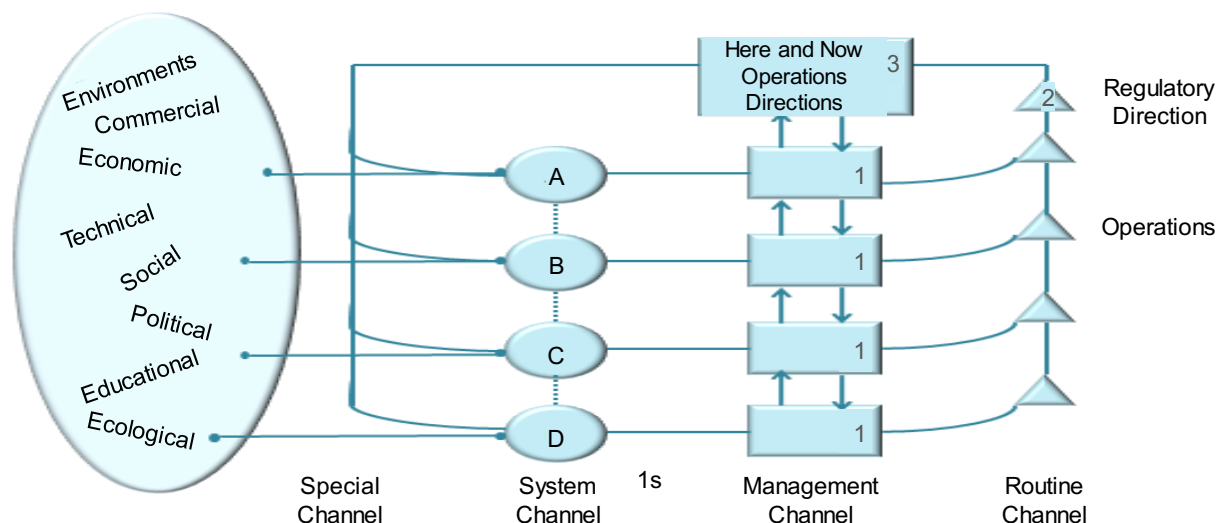 Environments
Commercial
Economic
Technical
Social
Political
Educational
Ecological
Here and Now
Operations
Directions
3
2
Regulatory
Direction
A
1
B
1
Operations
C
1
D
1
Special
Channel
System
Channel
1s
Management
Channel
Routine
Channel